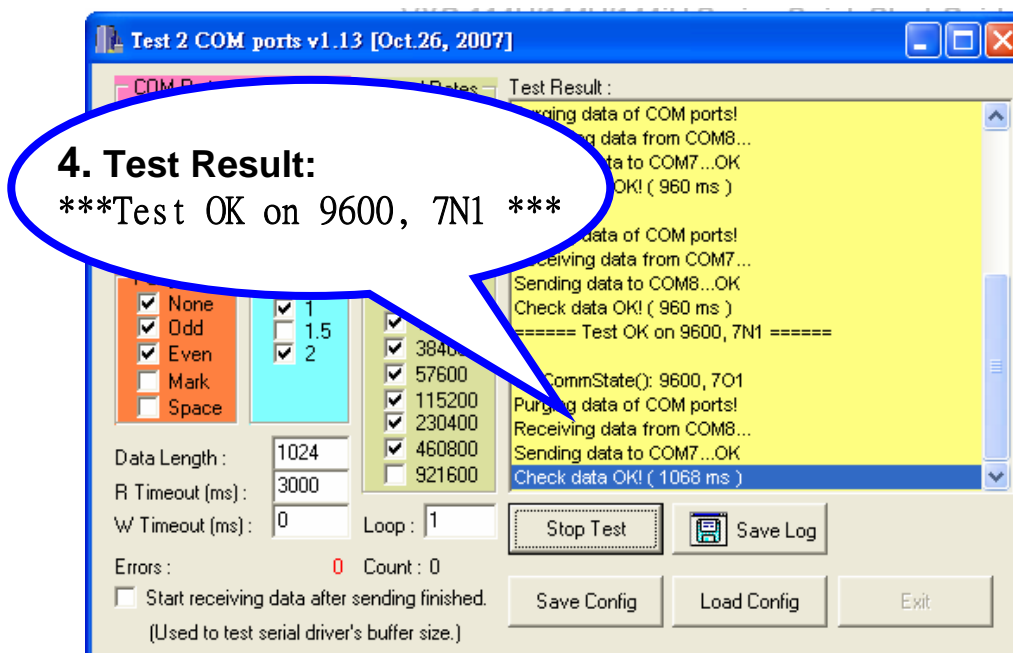 Test 2 COM ports v1.13 [Oct.26, 2007]
Test Result :
4. Test Result:
***Test OK on 9600, 7N1 ***
data of COM ports!
data from COM8...
to COM7...OK
OK! ( 960 ms )
data of COM ports!
data from COM7...
Sending data to COM8...OK
Check data OK! ( 960 ms )
====== Test OK on 9600, 7N1 ======
CommState(): 9600, 7O1
Purging data of COM ports!
Receiving data from COM8...
Sending data to COM7...OK
Check data OK! ( 1068 ms )
None
Odd
Even
Mark
Space
1
1.5
2
38400
57600
115200
230400
460800
921600
Data Length : 1024
R Timeout (ms) : 3000
W Timeout (ms) : 0
Loop : 1
Errors : 0 Count : 0
Start receiving data after sending finished.
(Used to test serial driver's buffer size.)
Stop Test
Save Log
Save Config
Load Config
Exit